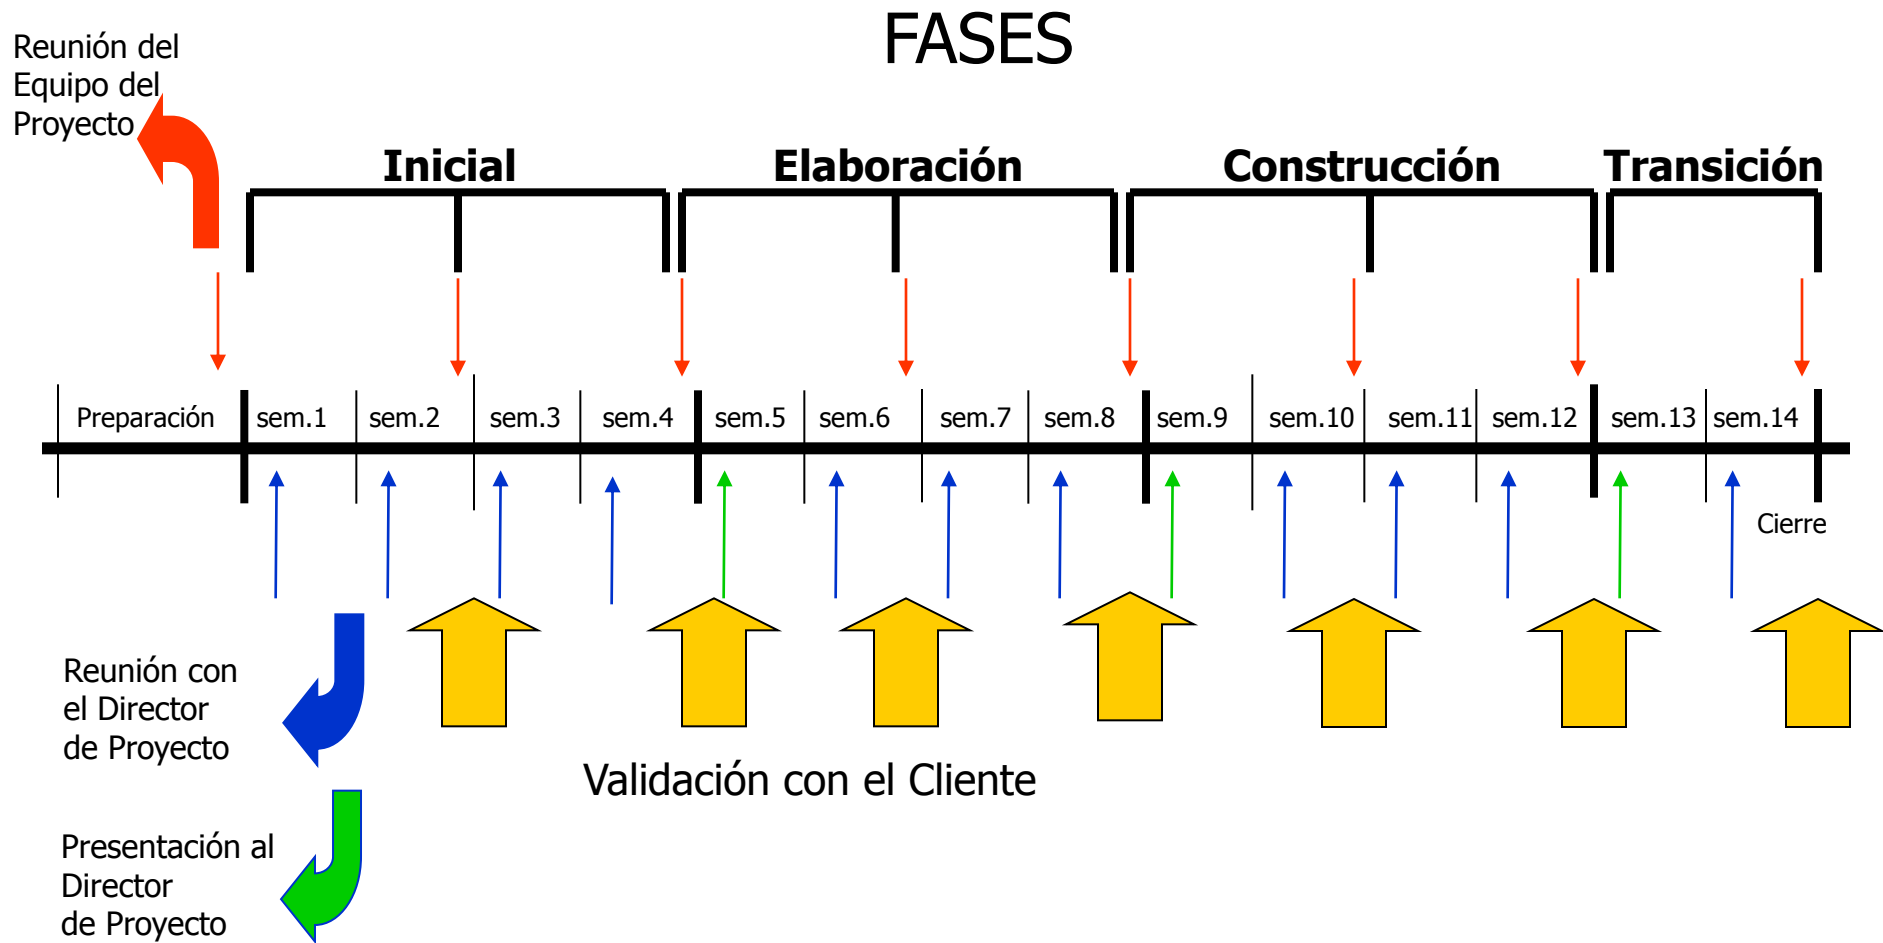 FASES
Reunión del
Equipo del
Proyecto
Inicial
Elaboración
Construcción
Transición
Preparación
sem.1
sem.2
sem.3
sem.4
sem.5
sem.6
sem.7
sem.8
sem.9
sem.10
sem.11
sem.12
sem.13
sem.14
Cierre
Reunión con
el Director
de Proyecto
Validación con el Cliente
Presentación al
Director
de Proyecto